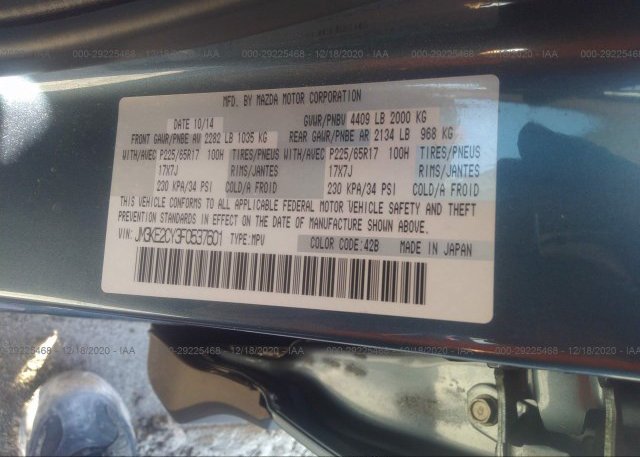 000-29225468 - 12/18/2020 - IAA
MFD. BY MAZDA MOTOR CORPORATION
DATE 10/14 GVWR/PNBV 4409 LB 2000 KG
FRONT GAWR/PNBE AV 2282 LB 1035 KG REAR GAWR/PNBE AR 2134 LB 968 KG
WITH/AVEC P225/65R17 100H TIRES/PNEUS WITH/AVEC P225/65R17 100H TIRES/PNEUS
17X7J RIMS/JANTES 17X7J RIMS/JANTES
230 KPA/34 PSI COLD/A FROID 230 KPA/34 PSI COLD/A FROID
THIS VEHICLE CONFORMS TO ALL APPLICABLE FEDERAL MOTOR VEHICLE SAFETY AND THEFT
PREVENTION STANDARDS IN EFFECT ON THE DATE OF MANUFACTURE SHOWN ABOVE.
VIN: JM3KE2CY3F0537601 TYPE:MPV COLOR CODE:42B MADE IN JAPAN
000-29225468 - 12/18/2020 - IAA